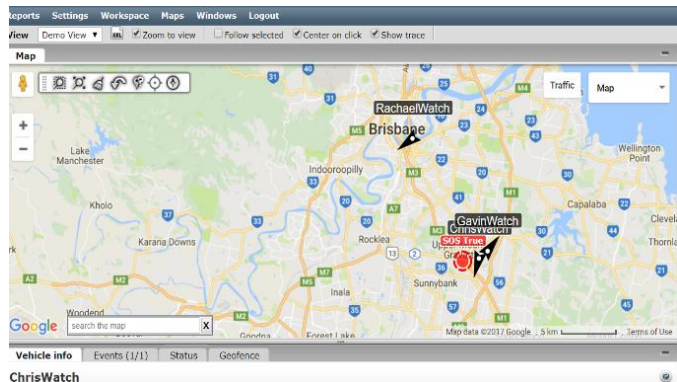 Reports Settings Workspace Maps Windows Logout
View Demo View Zoom to view Follow selected Center on click Show trace
Map
Traffic Map
RachaelWatch
Brisbane
Wellington
Point
Lake
Manchester
Indooroopilly
Kholo
Capalaba
Karana Downs
Rocklea
GavinWatch
ChrisWatch
SOS True
Sunnybank
Inala
Woodend
Google search the map X
Goodna Forest Lake
Map data ©2017 Google 5 km Terms of Use
Vehicle info Events (1/1) Status Geofence
ChrisWatch